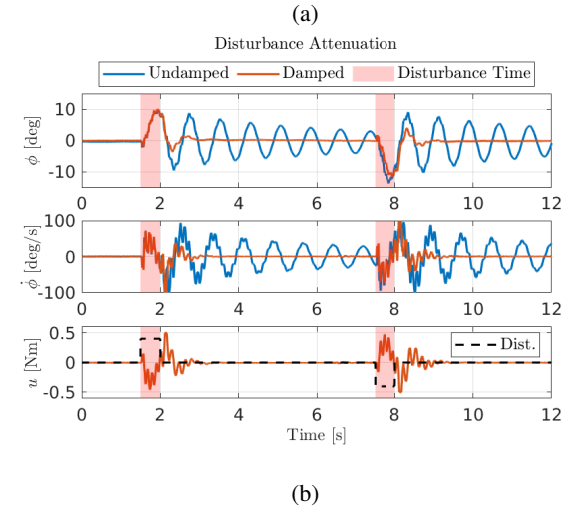 (a)
Disturbance Attenuation
Undamped Damped Disturbance Time
10
0
-10
ϕ [deg]
0 2 4 6 8 10 12
100
0
-100
ϕ̇ [deg/s]
0 2 4 6 8 10 12
0.5
0
-0.5
u [Nm]
Dist.
0 2 4 6 8 10 12
Time [s]
(b)